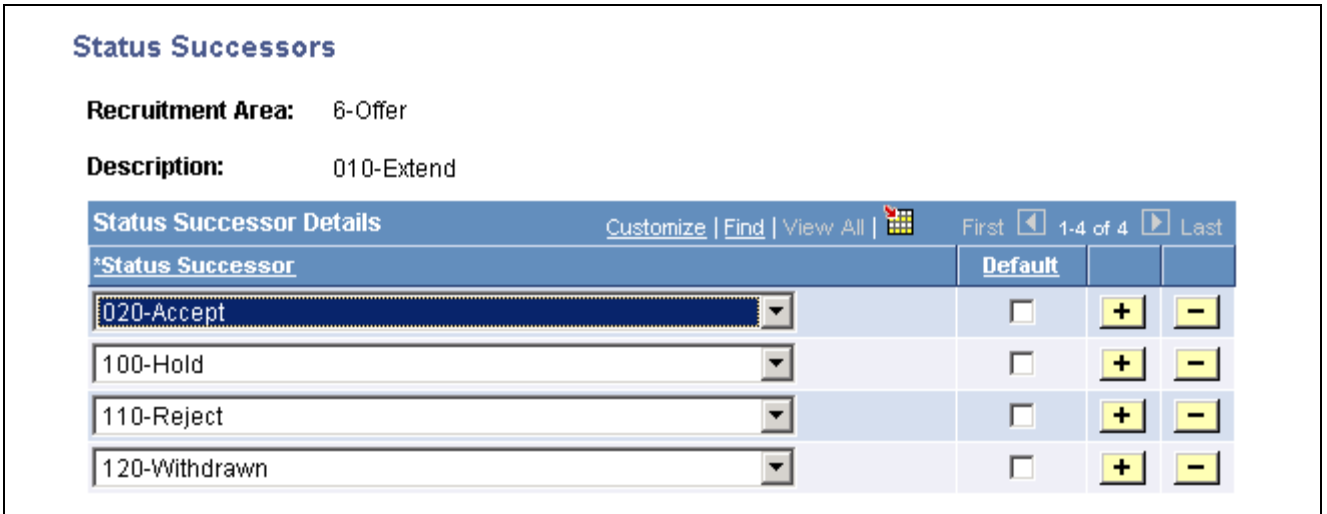 Status Successors
Recruitment Area: 6-Offer
Description: 010-Extend
Status Successor Details Customize | Find | View All | First 1-4 of 4 Last
*Status Successor Default
020-Accept + -
100-Hold + -
110-Reject + -
120-Withdrawn + -